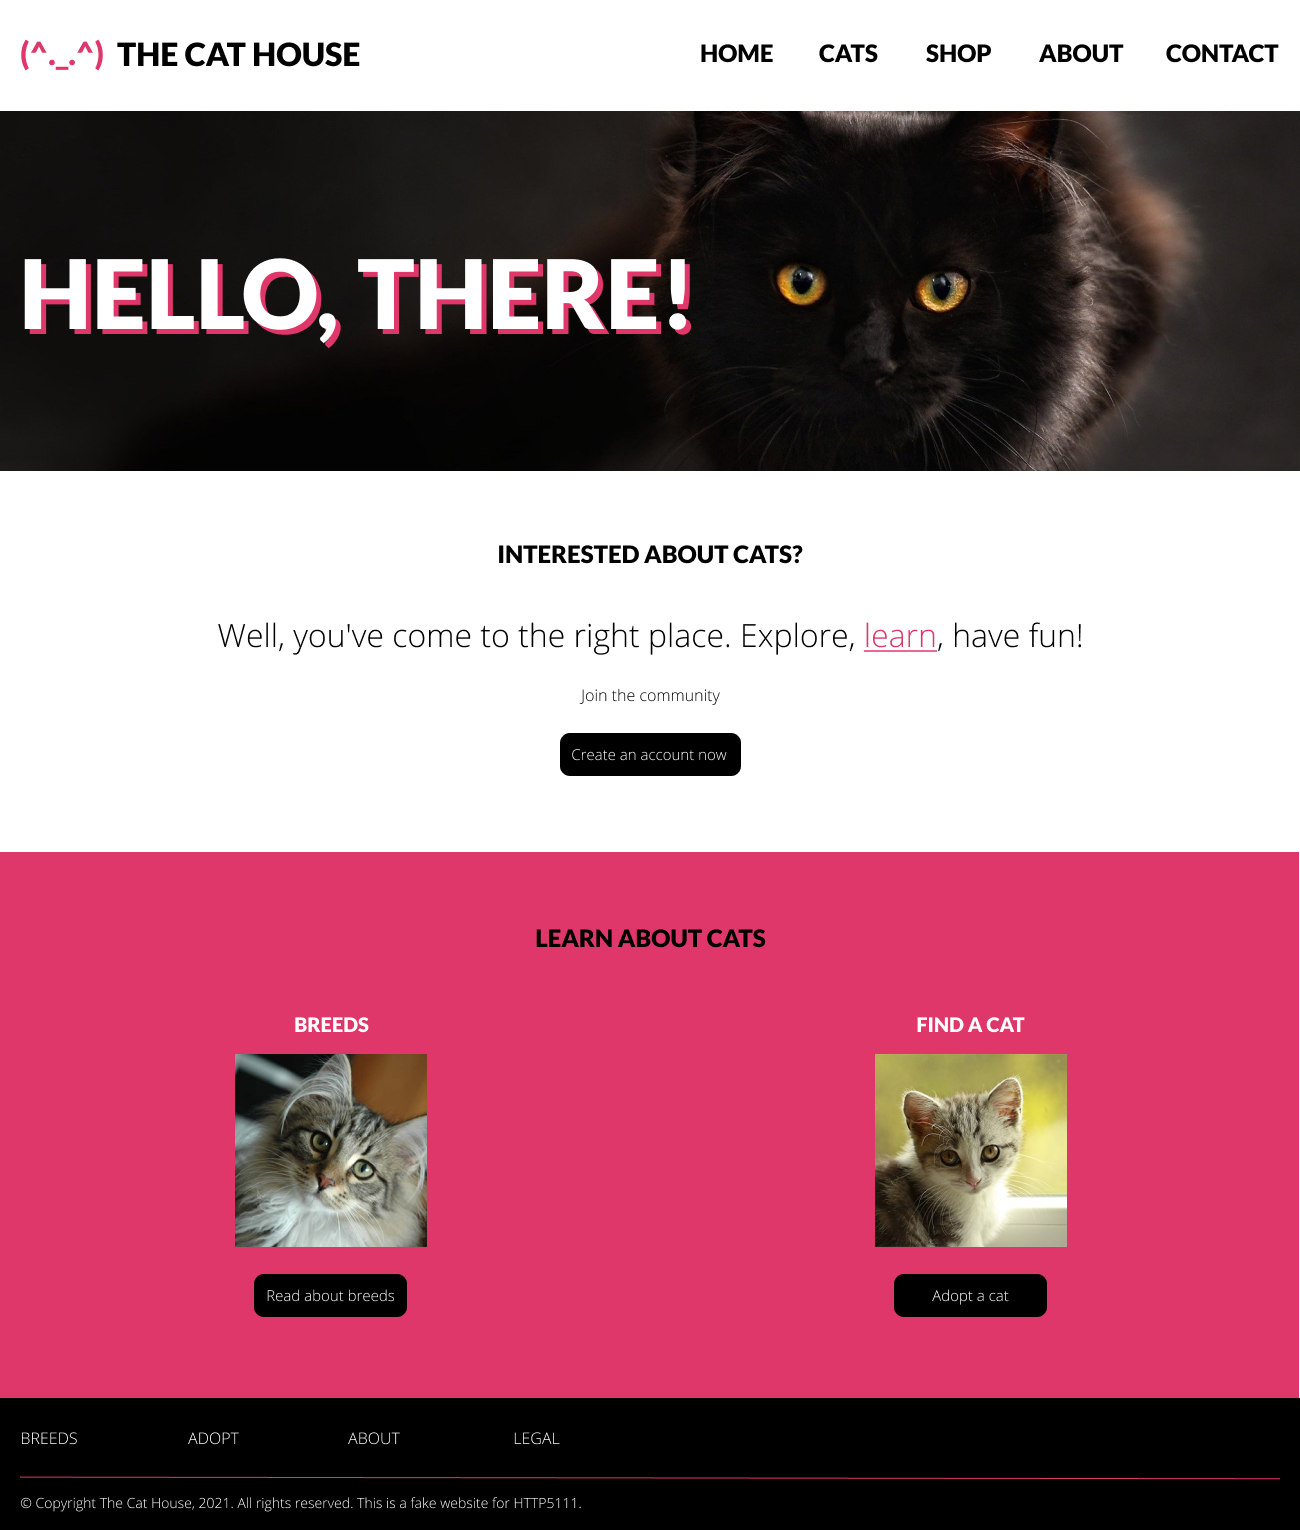 (^._.^) THE CAT HOUSE
HOME CATS SHOP ABOUT CONTACT
HELLO, THERE!
INTERESTED ABOUT CATS?
Well, you've come to the right place. Explore, learn, have fun!
Join the community
Create an account now
LEARN ABOUT CATS
BREEDS
Read about breeds
FIND A CAT
Adopt a cat
BREEDS ADOPT ABOUT LEGAL
© Copyright The Cat House, 2021. All rights reserved. This is a fake website for HTTP5111.